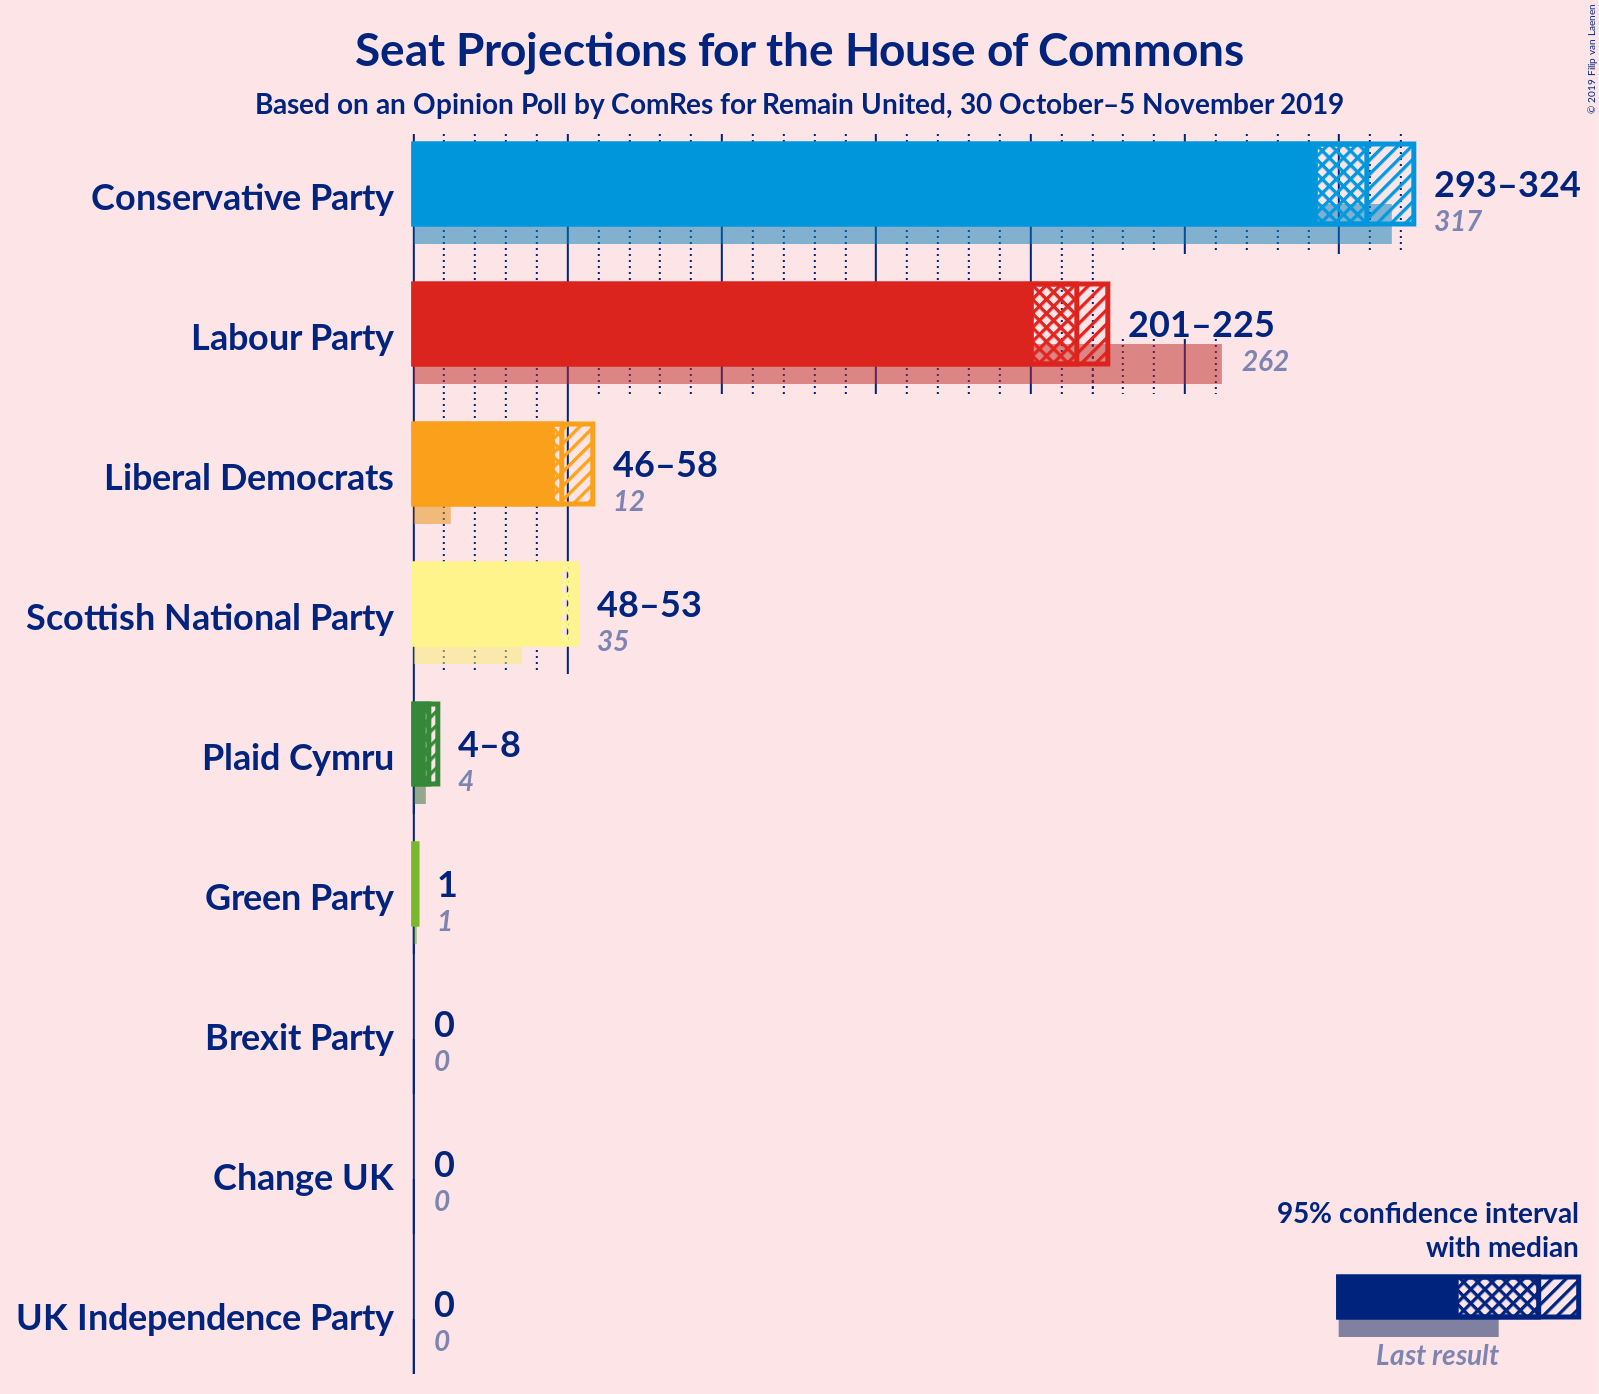 Seat Projections for the House of Commons
Based on an Opinion Poll by ComRes for Remain United, 30 October–5 November 2019
© 2019 Filip van Laenen
Conservative Party
293–324
317
Labour Party
201–225
262
Liberal Democrats
46–58
12
Scottish National Party
48–53
35
Plaid Cymru
4–8
4
Green Party
1
1
Brexit Party
0
0
Change UK
0
0
UK Independence Party
0
0
95% confidence interval
with median
Last result